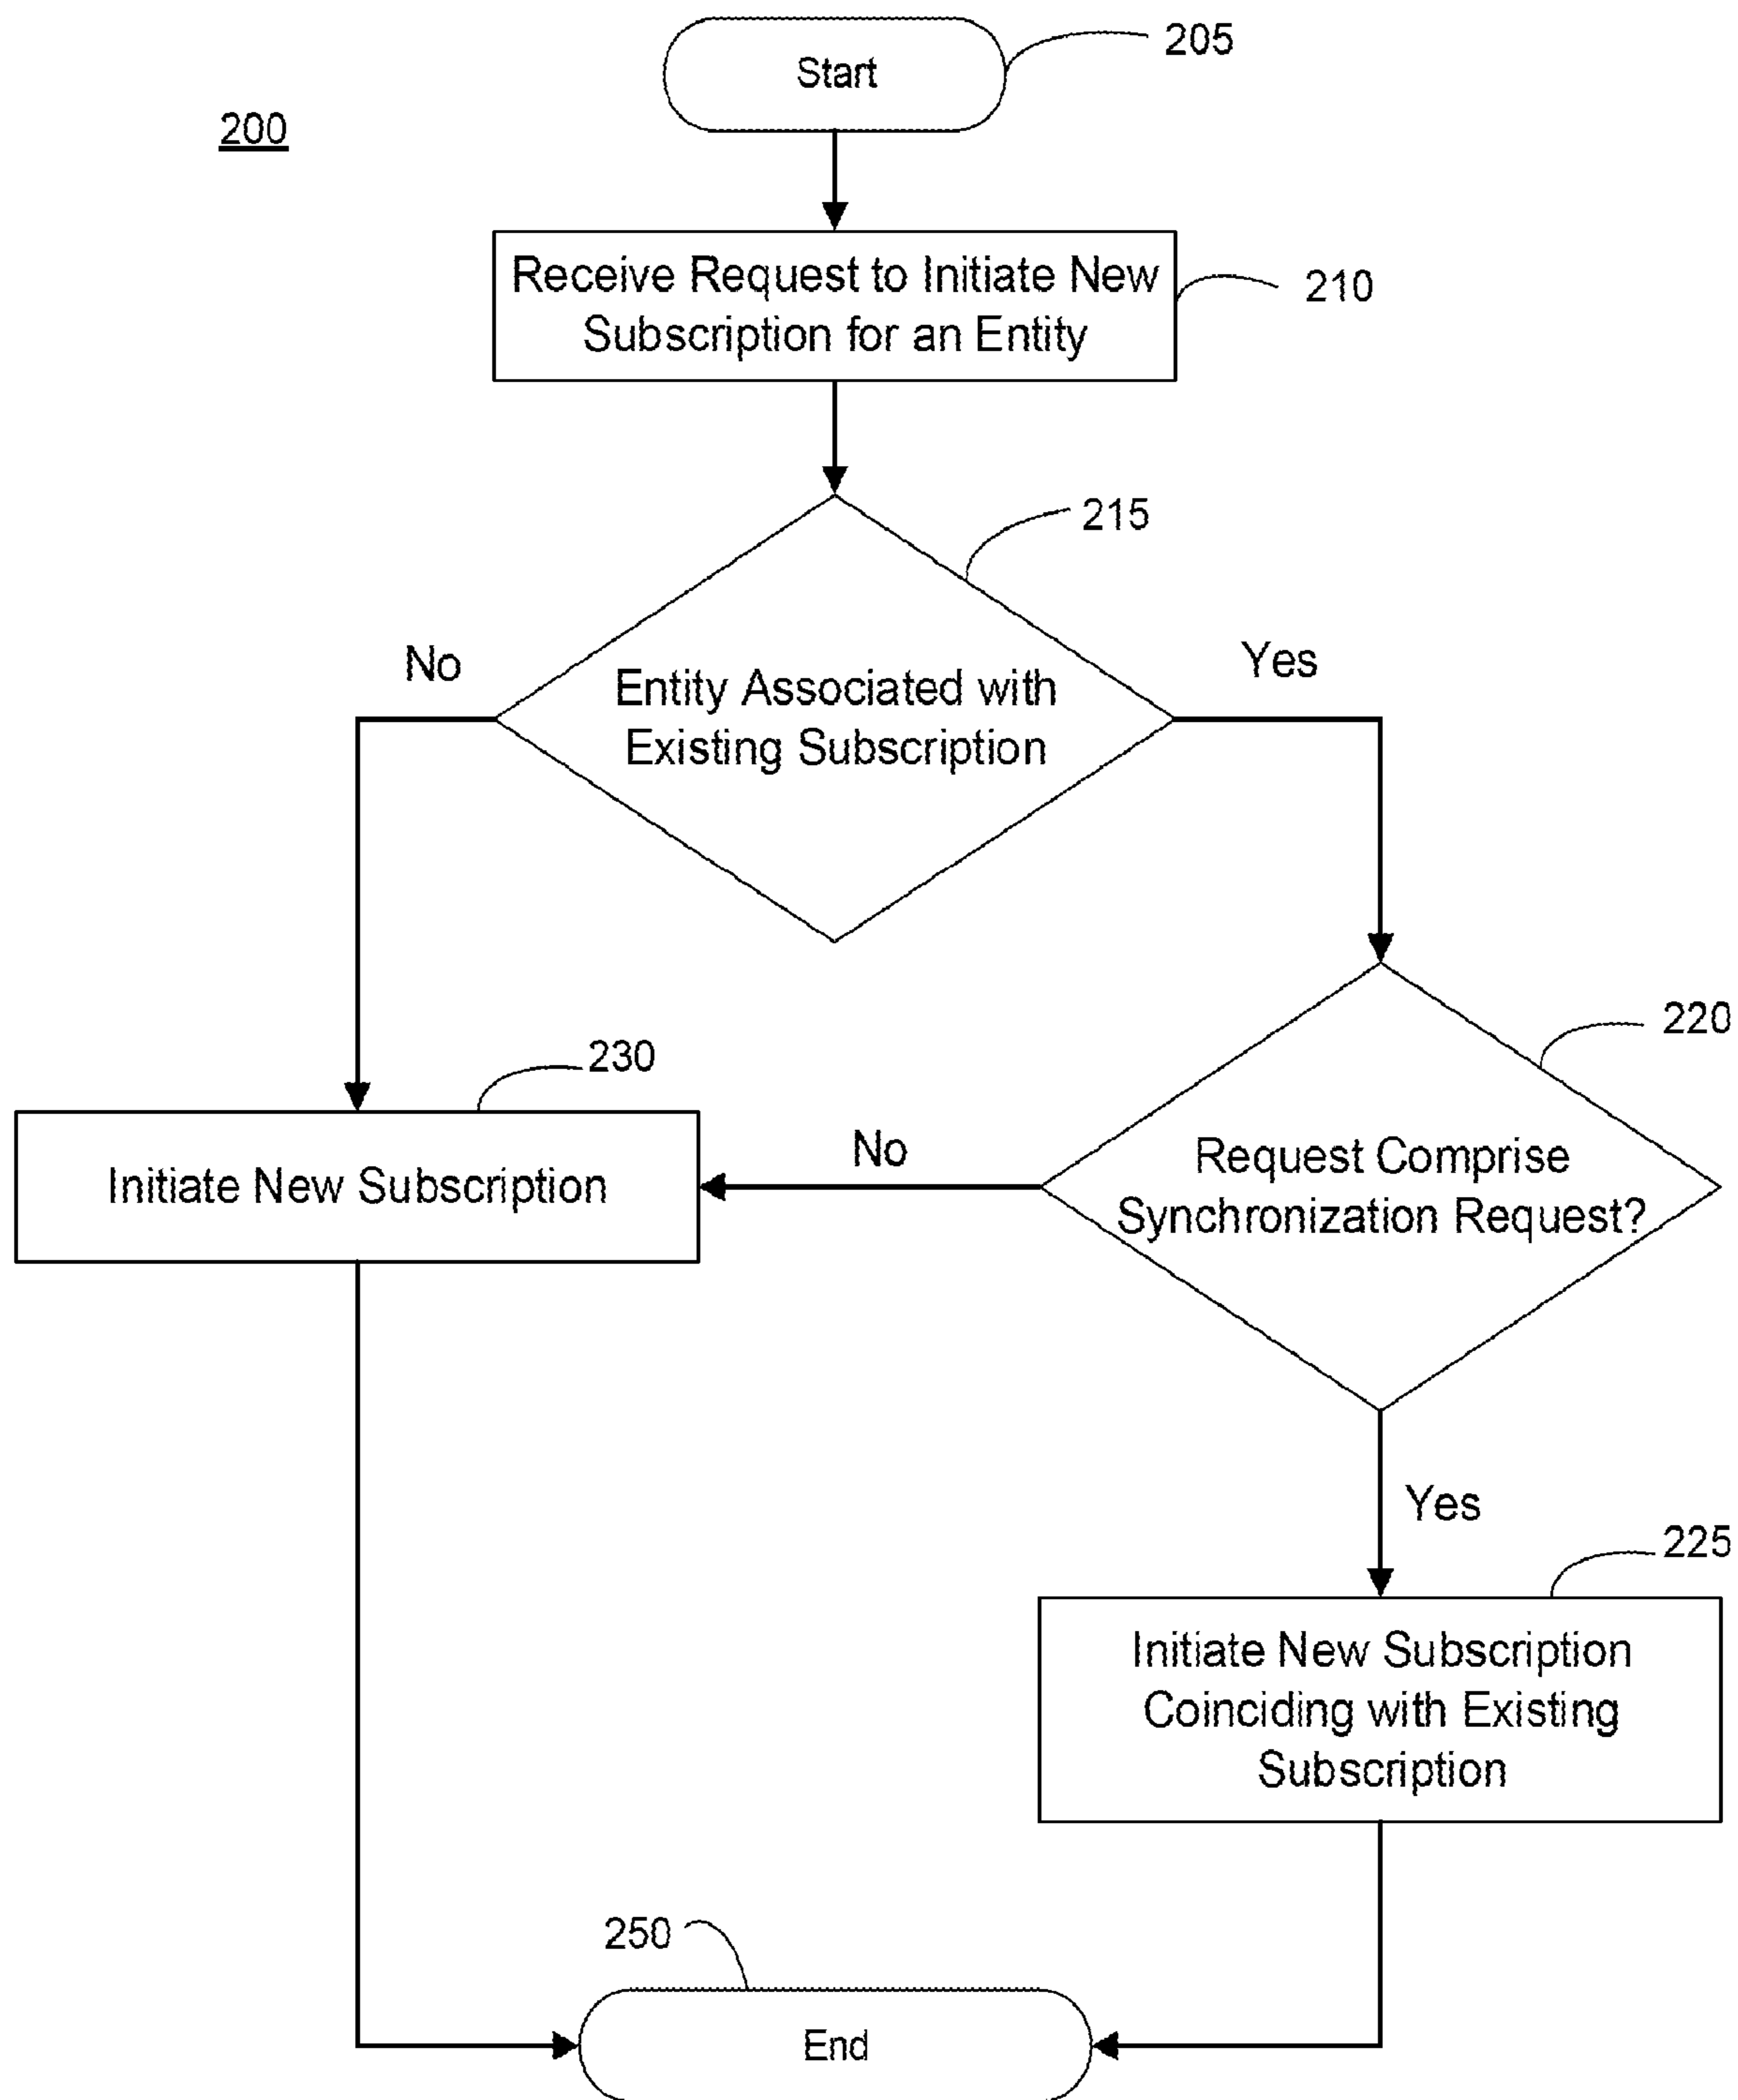 Start
205
200
Receive Request to Initiate New
Subscription for an Entity
210
215
No
Yes
Entity Associated with
Existing Subscription
220
230
Initiate New Subscription
No
Request Comprise
Synchronization Request?
Yes
225
Initiate New Subscription
Coinciding with Existing
Subscription
250
End